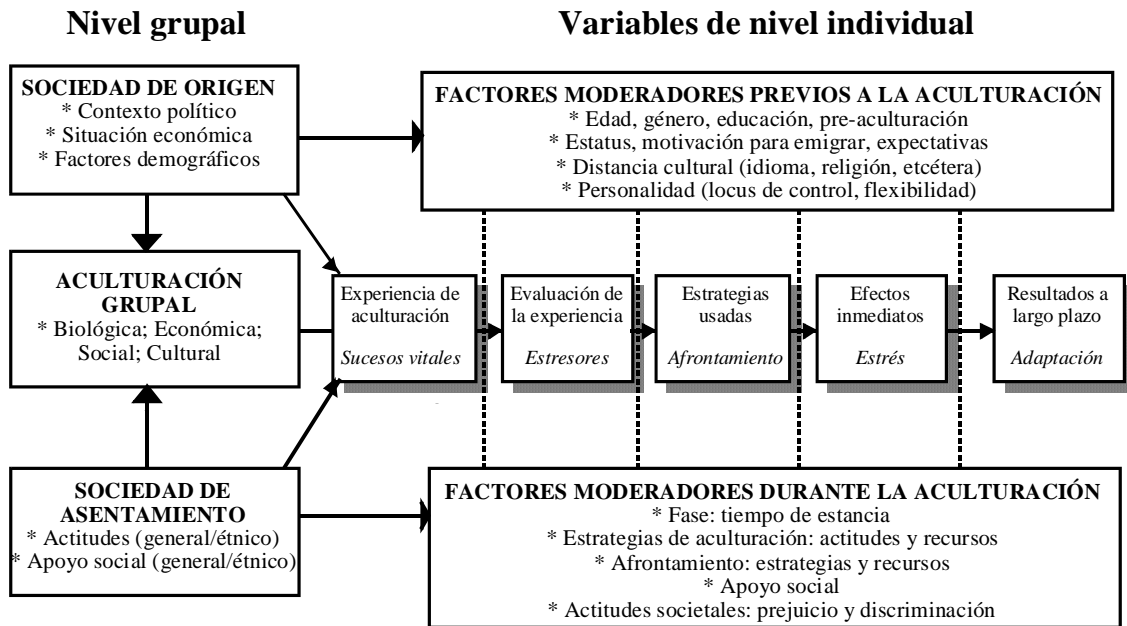 Nivel grupal
Variables de nivel individual
SOCIEDAD DE ORIGEN
* Contexto político
* Situación económica
* Factores demográficos
FACTORES MODERADORES PREVIOS A LA ACULTURACIÓN
* Edad, género, educación, pre-aculturación
* Estatus, motivación para emigrar, expectativas
* Distancia cultural (idioma, religión, etcétera)
* Personalidad (locus de control, flexibilidad)
ACULTURACIÓN
GRUPAL
* Biológica; Económica;
Social; Cultural
Experiencia de
aculturación
Sucesos vitales
Evaluación de
la experiencia
Estresores
Estrategias
usadas
Afrontamiento
Efectos
inmediatos
Estrés
Resultados a
largo plazo
Adaptación
SOCIEDAD DE
ASENTAMIENTO
* Actitudes (general/étnico)
* Apoyo social (general/étnico)
FACTORES MODERADORES DURANTE LA ACULTURACIÓN
* Fase: tiempo de estancia
* Estrategias de aculturación: actitudes y recursos
* Afrontamiento: estrategias y recursos
* Apoyo social
* Actitudes societales: prejuicio y discriminación